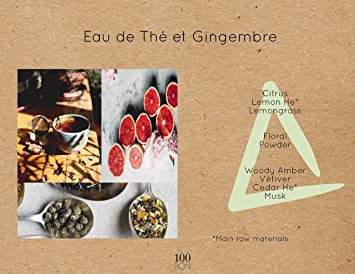 Eau de Thé et Gingembre
Citrus
Lemon He*
Lemongrass
Floral
Powder
Woody Amber
Vétiver
Cedar He*
Musk
*Main raw materials
100
BON